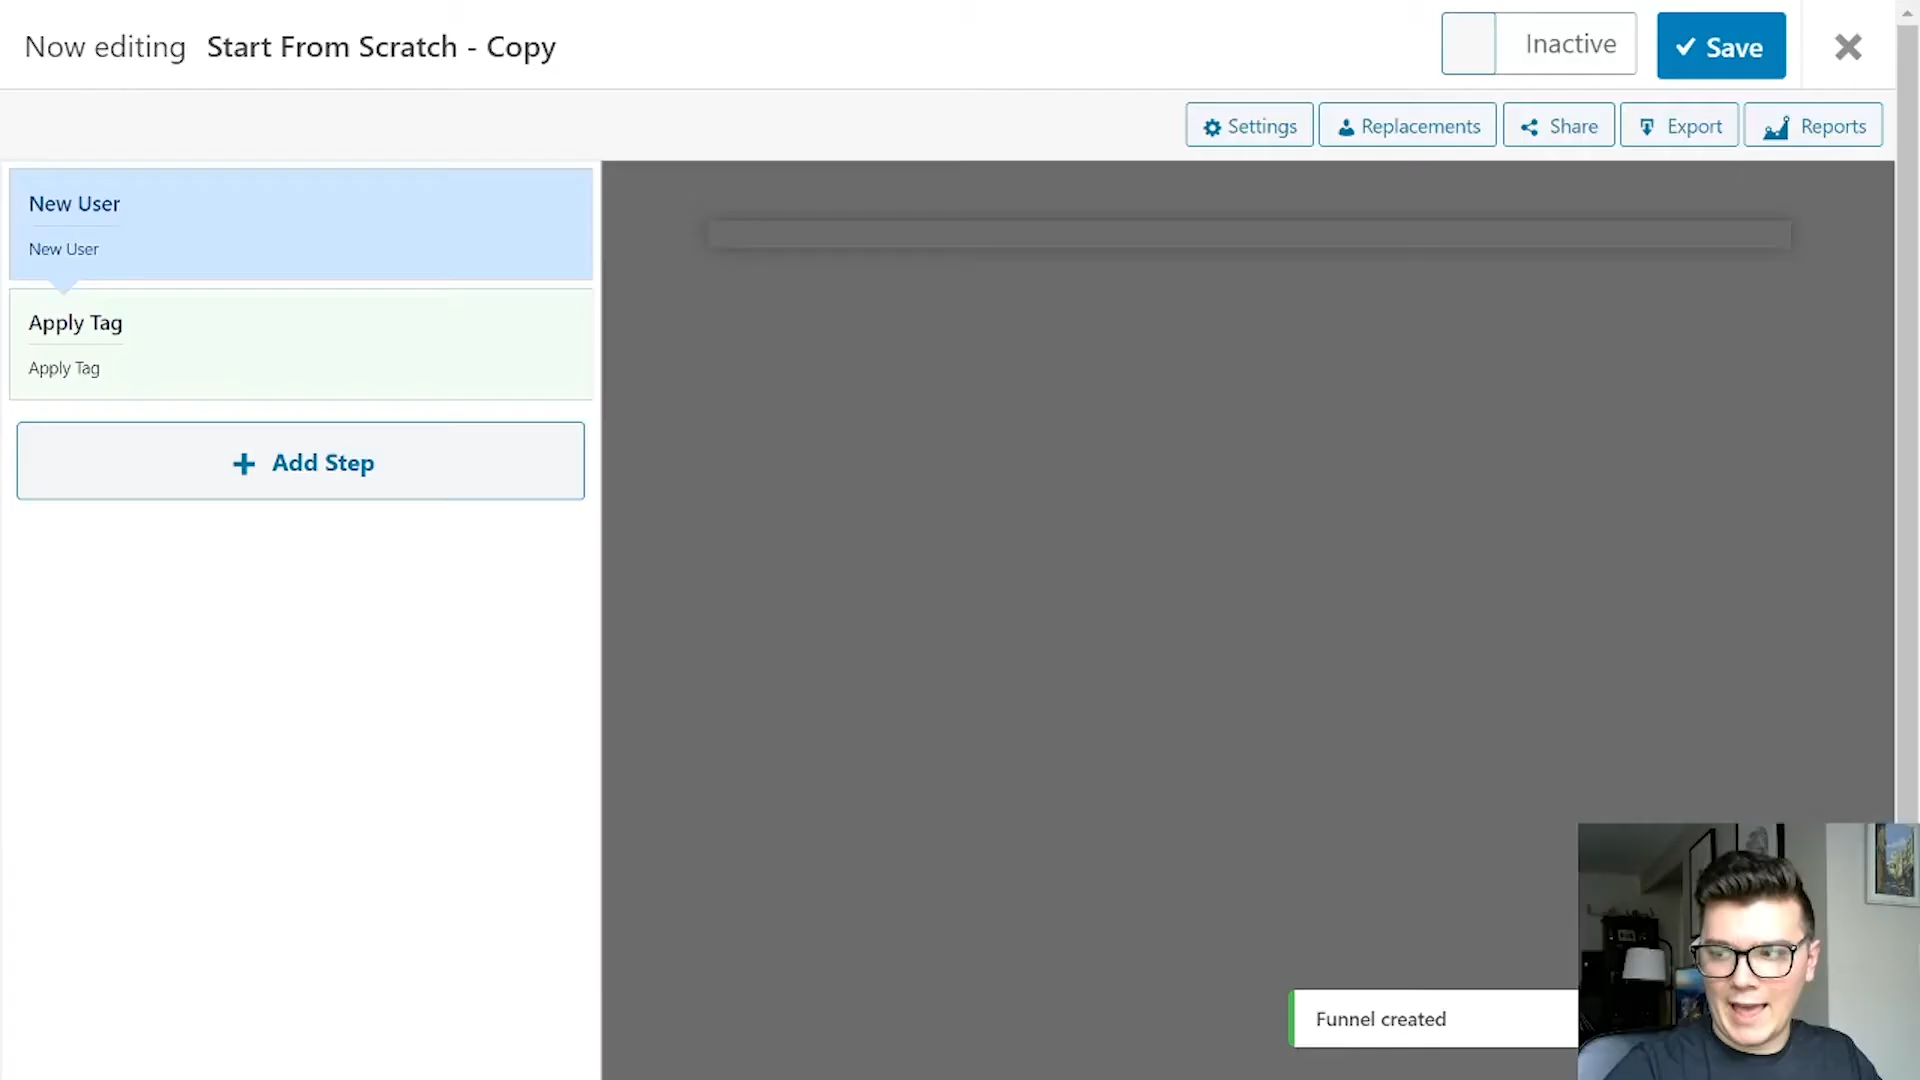 Now editing Start From Scratch - Copy
Inactive
Save
Settings
Replacements
Share
Export
Reports
New User
New User
Apply Tag
Apply Tag
Add Step
Funnel created